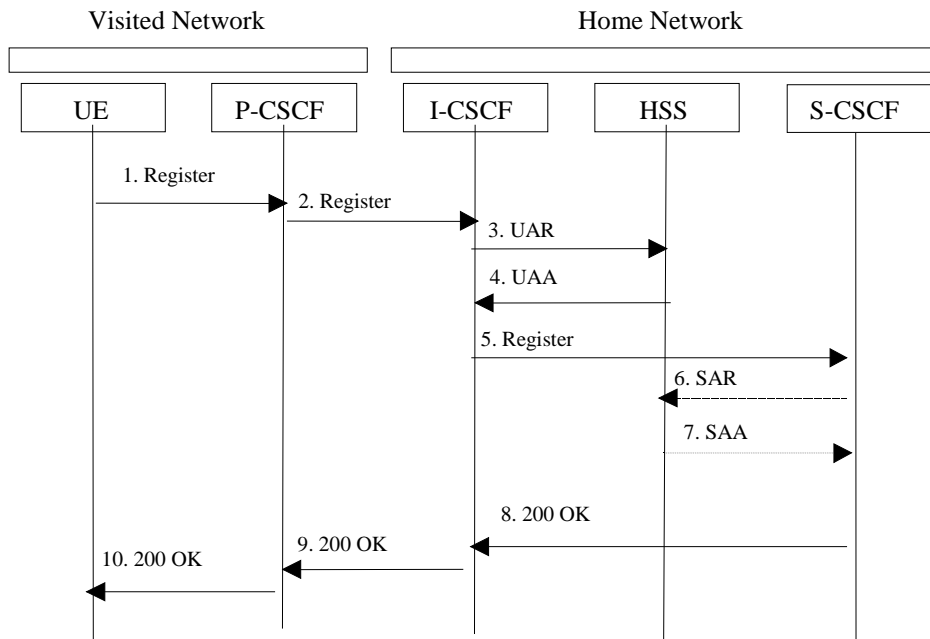 Visited Network
Home Network
UE
P-CSCF
I-CSCF
HSS
S-CSCF
1. Register
2. Register
3. UAR
4. UAA
5. Register
6. SAR
7. SAA
8. 200 OK
9. 200 OK
10. 200 OK